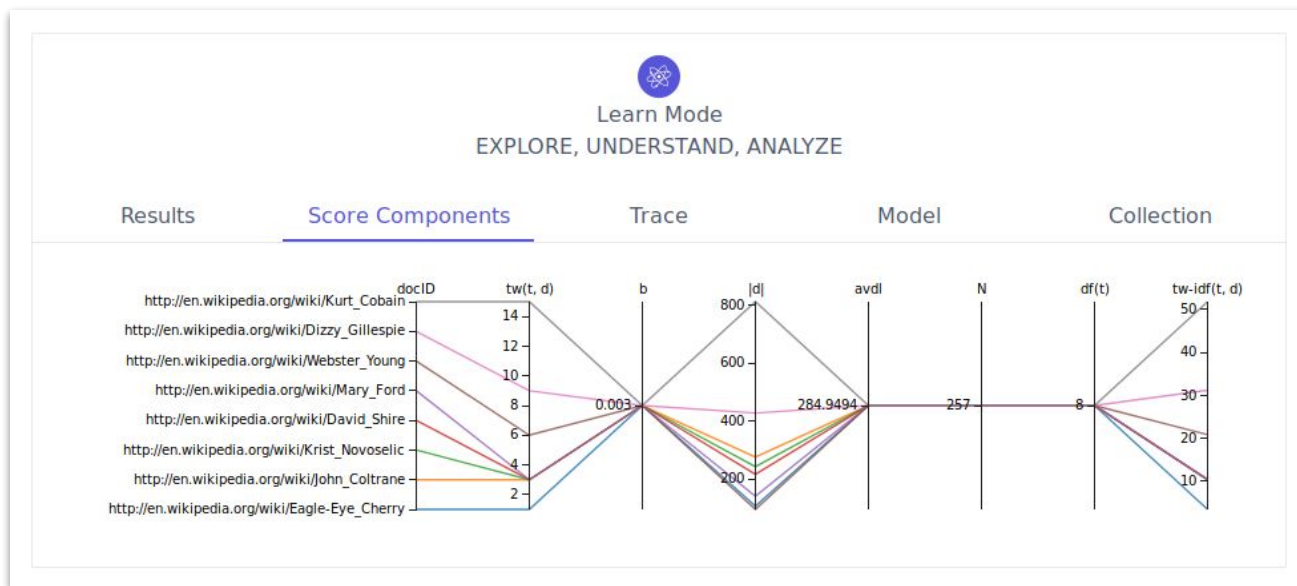 Learn Mode
EXPLORE, UNDERSTAND, ANALYZE
Results Score Components Trace Model Collection
docID tw(t, d) b |d| avdl N df(t) tw-idf(t, d)
http://en.wikipedia.org/wiki/Kurt_Cobain
http://en.wikipedia.org/wiki/Dizzy_Gillespie
http://en.wikipedia.org/wiki/Webster_Young
http://en.wikipedia.org/wiki/Mary_Ford
http://en.wikipedia.org/wiki/David_Shire
http://en.wikipedia.org/wiki/Krist_Novoselic
http://en.wikipedia.org/wiki/John_Coltrane
http://en.wikipedia.org/wiki/Eagle-Eye_Cherry
14
12
10
8
6
4
2
0.003
800
600
400
200
284.9494
257
8
50
40
30
20
10